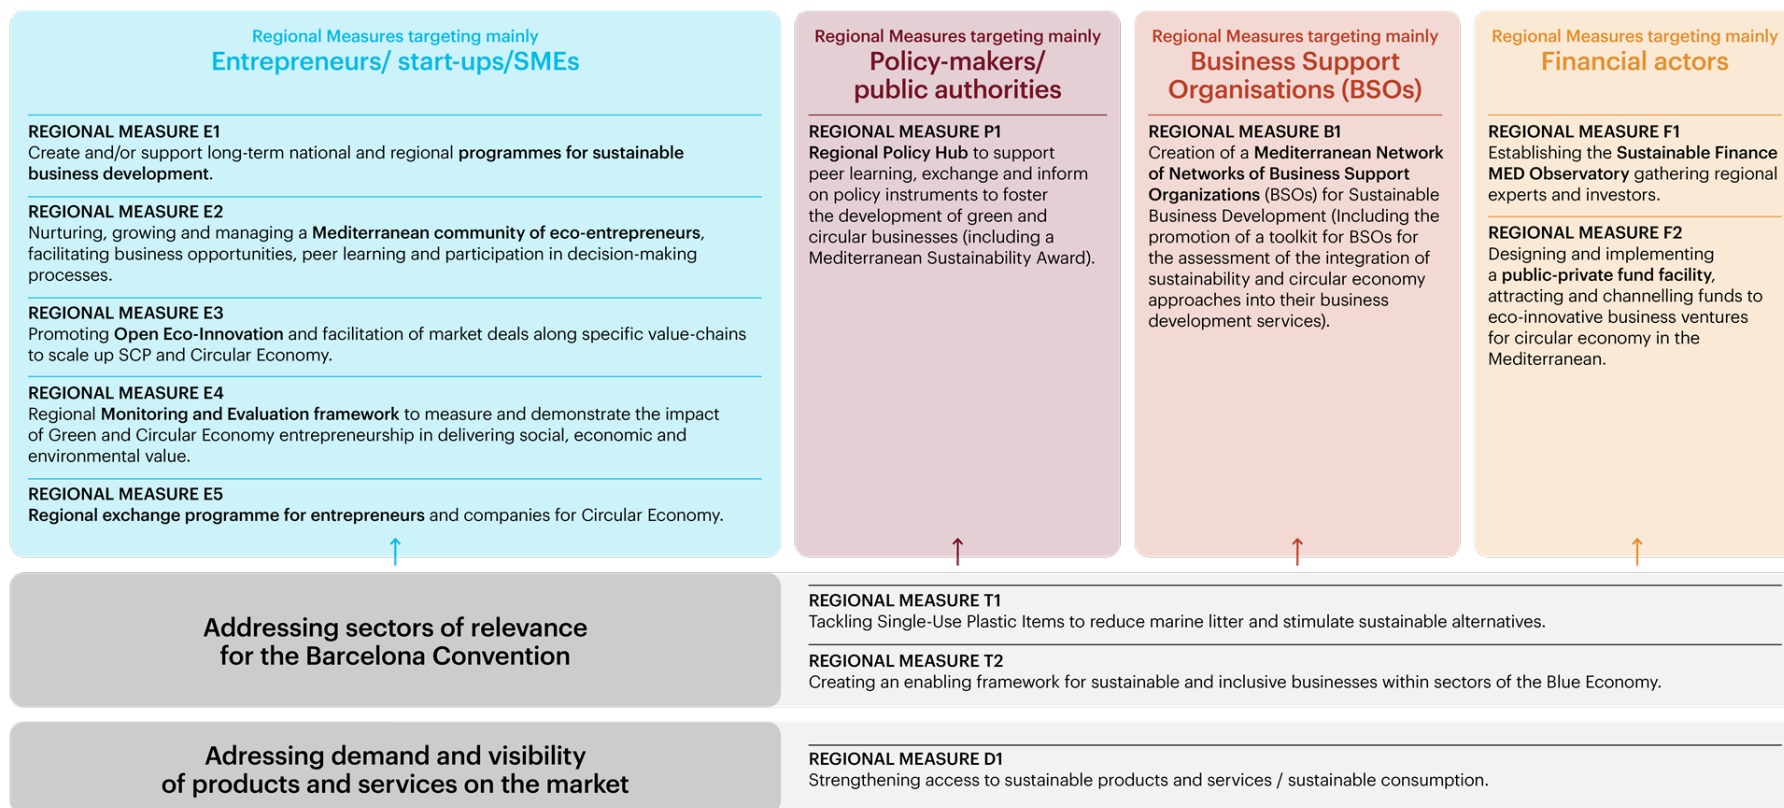 Regional Measures targeting mainly
Entrepreneurs/ start-ups/SMEs
REGIONAL MEASURE E1
Create and/or support long-term national and regional programmes for sustainable
business development.
REGIONAL MEASURE E2
Nurturing, growing and managing a Mediterranean community of eco-entrepreneurs,
facilitating business opportunities, peer learning and participation in decision-making
processes.
REGIONAL MEASURE E3
Promoting Open Eco-Innovation and facilitation of market deals along specific value-chains
to scale up SCP and Circular Economy.
REGIONAL MEASURE E4
Regional Monitoring and Evaluation framework to measure and demonstrate the impact
of Green and Circular Economy entrepreneurship in delivering social, economic and
environmental value.
REGIONAL MEASURE E5
Regional exchange programme for entrepreneurs and companies for Circular Economy.
Regional Measures targeting mainly
Policy-makers/
public authorities
REGIONAL MEASURE P1
Regional Policy Hub to support
peer learning, exchange and inform
on policy instruments to foster
the development of green and
circular businesses (including a
Mediterranean Sustainability Award).
Regional Measures targeting mainly
Business Support
Organisations (BSOs)
REGIONAL MEASURE B1
Creation of a Mediterranean Network
of Networks of Business Support
Organizations (BSOs) for Sustainable
Business Development (Including the
promotion of a toolkit for BSOs for
the assessment of the integration of
sustainability and circular economy
approaches into their business
development services).
Regional Measures targeting mainly
Financial actors
REGIONAL MEASURE F1
Establishing the Sustainable Finance
MED Observatory gathering regional
experts and investors.
REGIONAL MEASURE F2
Designing and implementing
a public-private fund facility,
attracting and channelling funds to
eco-innovative business ventures
for circular economy in the
Mediterranean.
Addressing sectors of relevance
for the Barcelona Convention
REGIONAL MEASURE T1
Tackling Single-Use Plastic Items to reduce marine litter and stimulate sustainable alternatives.
REGIONAL MEASURE T2
Creating an enabling framework for sustainable and inclusive businesses within sectors of the Blue Economy.
Adressing demand and visibility
of products and services on the market
REGIONAL MEASURE D1
Strengthening access to sustainable products and services / sustainable consumption.